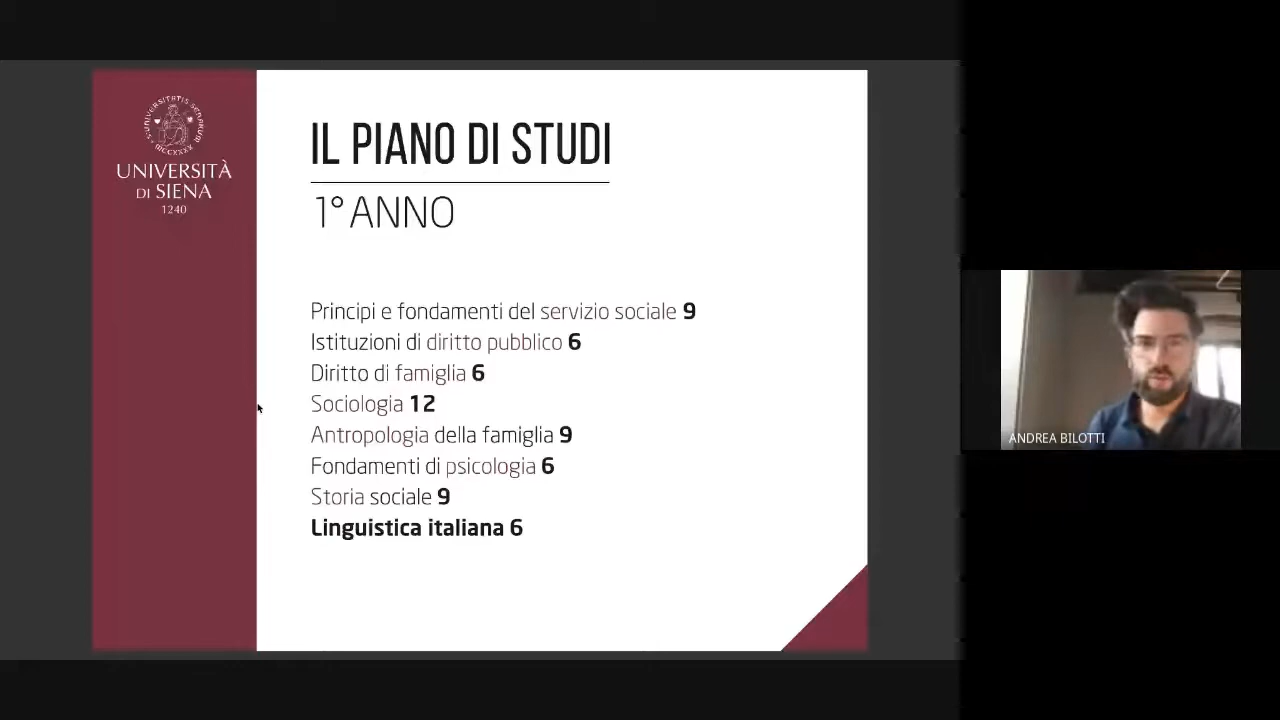 UNIVERSITÀ
DI SIENA
1240
IL PIANO DI STUDI
1° ANNO
Principi e fondamenti del servizio sociale 9
Istituzioni di diritto pubblico 6
Diritto di famiglia 6
Sociologia 12
Antropologia della famiglia 9
Fondamenti di psicologia 6
Storia sociale 9
Linguistica italiana 6
ANDREA BILOTTI